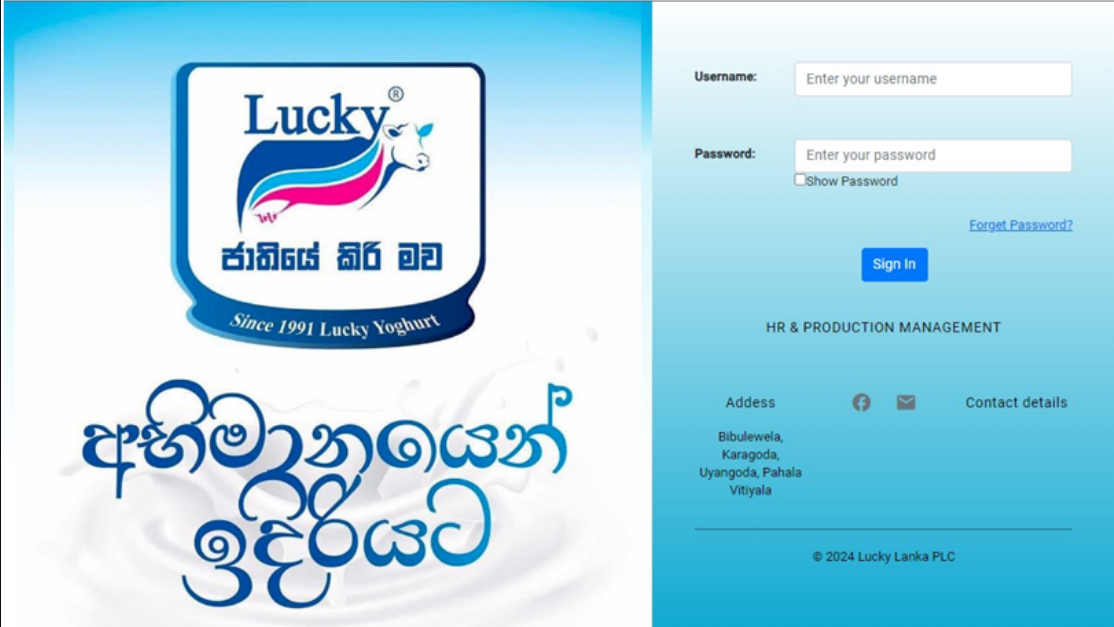 Lucky®
ජාතියේ කිරි මව
Since 1991 Lucky Yoghurt
අභිමානයෙන්
ඉදිරියට
Username:
Enter your username
Password:
Enter your password
Show Password
Forget Password?
Sign In
HR & PRODUCTION MANAGEMENT
Addess
Contact details
Bibulewela,
Karagoda,
Uyangoda, Pahala
Vitiyala
© 2024 Lucky Lanka PLC